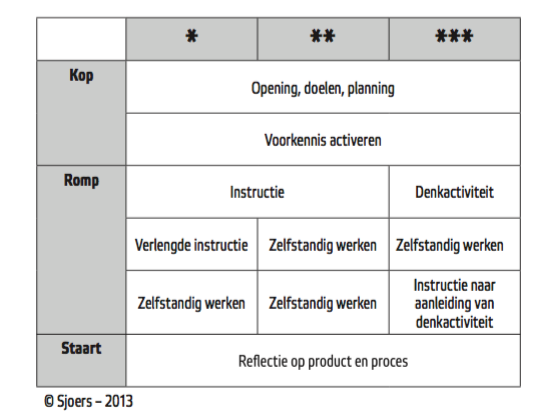 * ** ***
Kop
Opening, doelen, planning
Voorkennis activeren
Romp
Instructie Denkactiviteit
Verlengde instructie Zelfstandig werken Zelfstandig werken
Zelfstandig werken Zelfstandig werken Instructie naar
aanleiding van
denkactiviteit
Staart
Reflectie op product en proces
© Sjoers – 2013